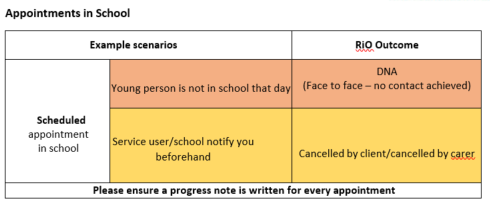 Appointments in School
Example scenarios
RiO Outcome
Scheduled
appointment
in school
Young person is not in school that day
DNA
(Face to face – no contact achieved)
Service user/school notify you
beforehand
Cancelled by client/cancelled by carer
Please ensure a progress note is written for every appointment